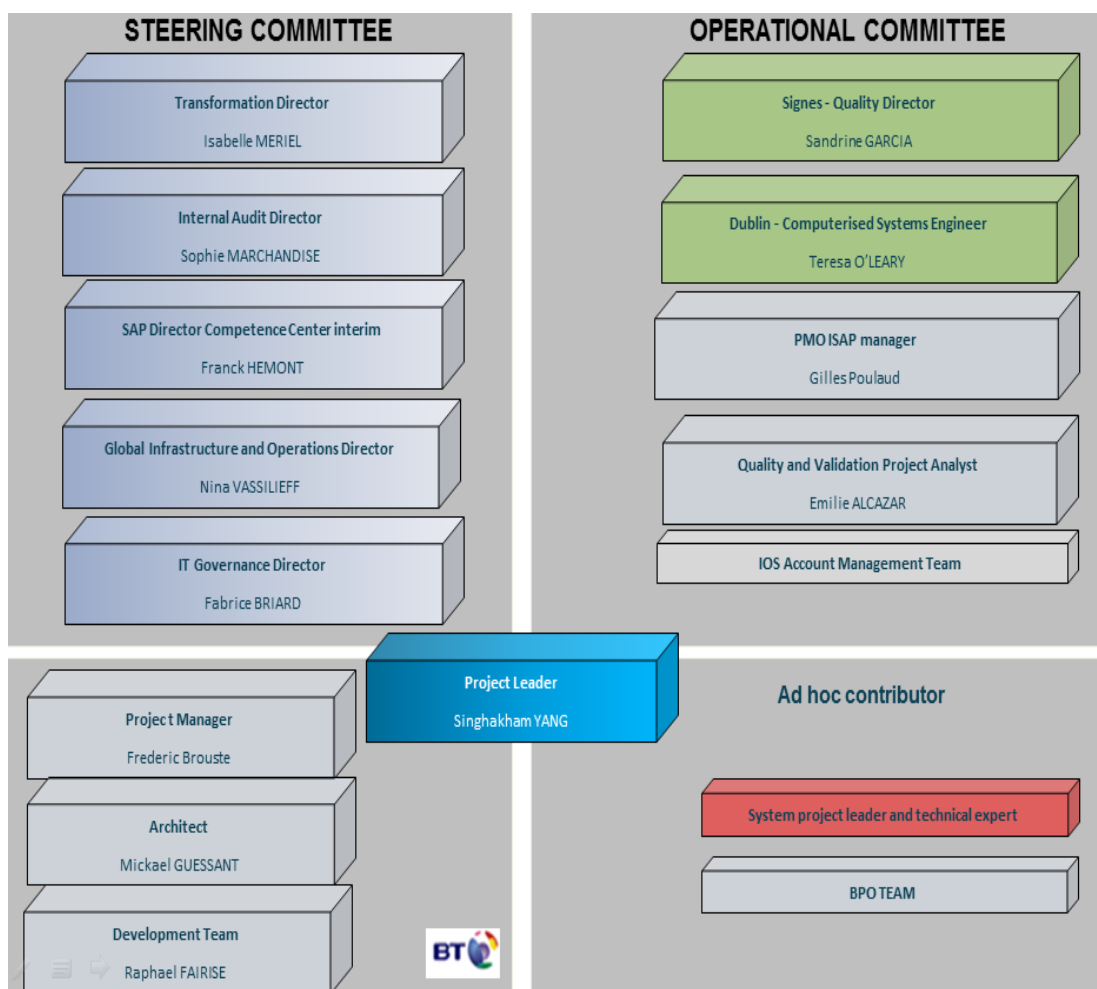 STEERING COMMITTEE
Transformation Director
Isabelle MERIEL
Internal Audit Director
Sophie MARCHANDISE
SAP Director Competence Center interim
Franck HEMONT
Global Infrastructure and Operations Director
Nina VASSILIEFF
IT Governance Director
Fabrice BRIARD
OPERATIONAL COMMITTEE
Signes - Quality Director
Sandrine GARCIA
Dublin - Computerised Systems Engineer
Teresa O'LEARY
PMO ISAP manager
Gilles Poulaud
Quality and Validation Project Analyst
Emilie ALCAZAR
IOS Account Management Team
Project Leader
Singhakham YANG
Project Manager
Frederic Brouste
Architect
Mickael GUESSANT
Development Team
Raphael FAIRISE
BT
Ad hoc contributor
System project leader and technical expert
BPO TEAM